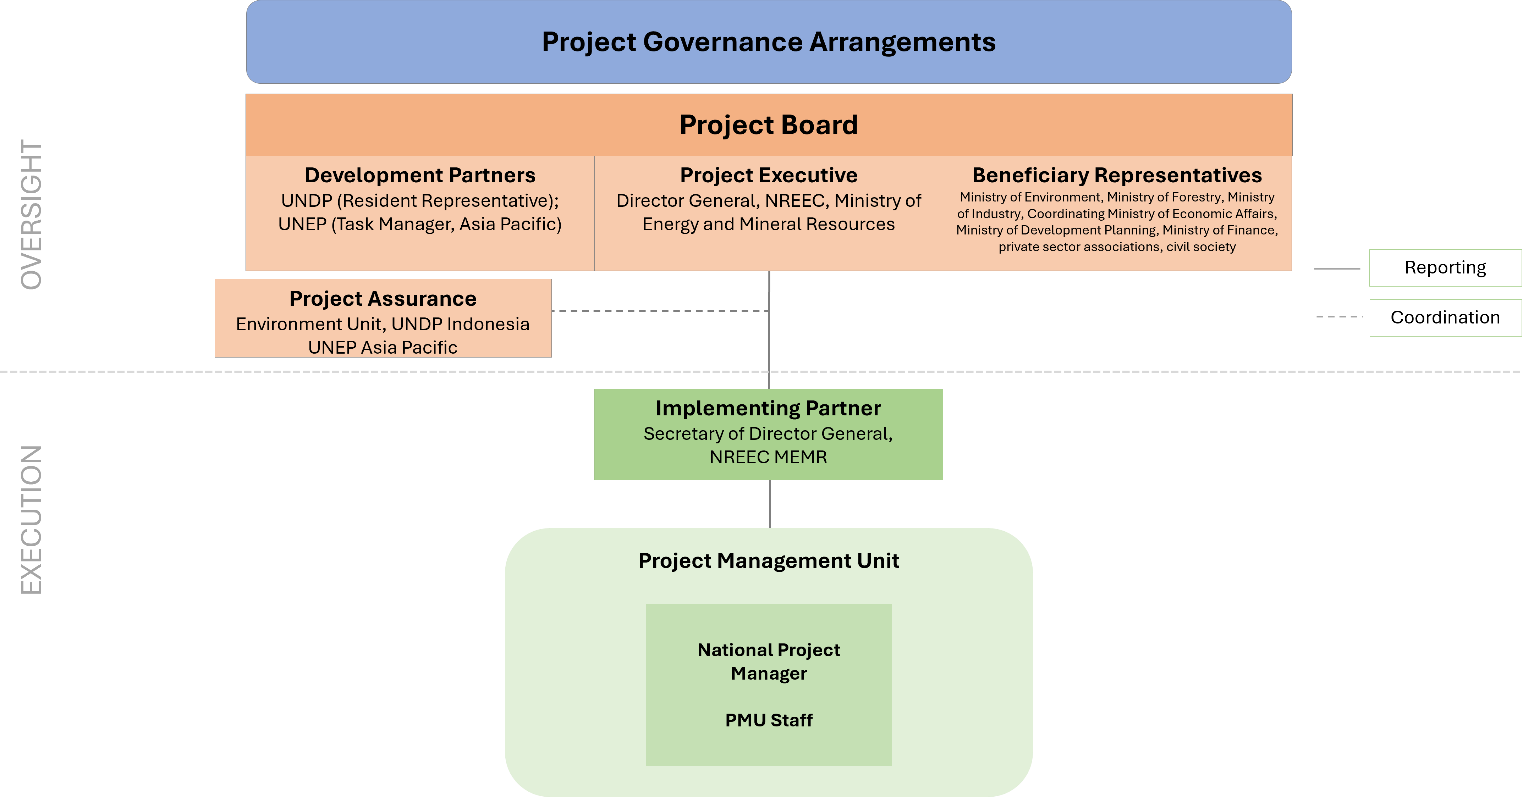 Project Governance Arrangements
OVERSIGHT
Project Board
Development Partners
UNDP (Resident Representative);
UNEP (Task Manager, Asia Pacific)
Project Executive
Director General, NREEC, Ministry of
Energy and Mineral Resources
Beneficiary Representatives
Ministry of Environment, Ministry of Forestry, Ministry
of Industry, Coordinating Ministry of Economic Affairs,
Ministry of Development Planning, Ministry of Finance,
private sector associations, civil society
Reporting
Coordination
Project Assurance
Environment Unit, UNDP Indonesia
UNEP Asia Pacific
EXECUTION
Implementing Partner
Secretary of Director General,
NREEC MEMR
Project Management Unit
National Project
Manager
PMU Staff